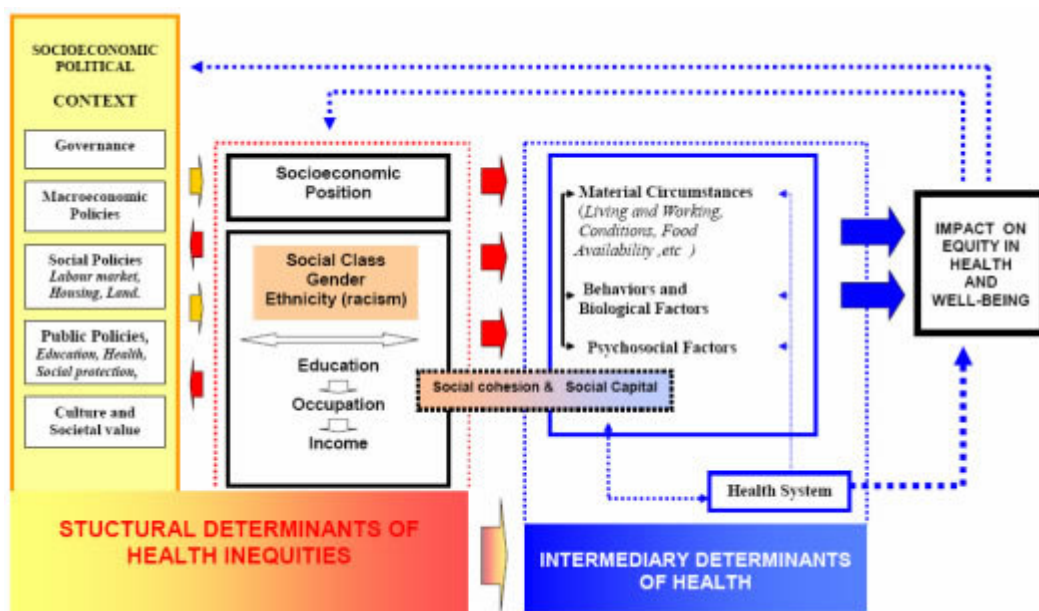 SOCIOECONOMIC
POLITICAL
CONTEXT
Governance
Macroeconomic
Policies
Social Policies
Labour market,
Housing, Land.
Public Policies,
Education, Health,
Social protection,
Culture and
Societal value
Socioeconomic
Position
Social Class
Gender
Ethnicity (racism)
Education
Occupation
Income
Social cohesion & Social Capital
Material Circumstances
(Living and Working,
Conditions, Food
Availability ,etc )
Behaviors and
Biological Factors
Psychosocial Factors
Health System
IMPACT ON
EQUITY IN
HEALTH
AND
WELL-BEING
STUCTURAL DETERMINANTS OF
HEALTH INEQUITIES
INTERMEDIARY DETERMINANTS
OF HEALTH